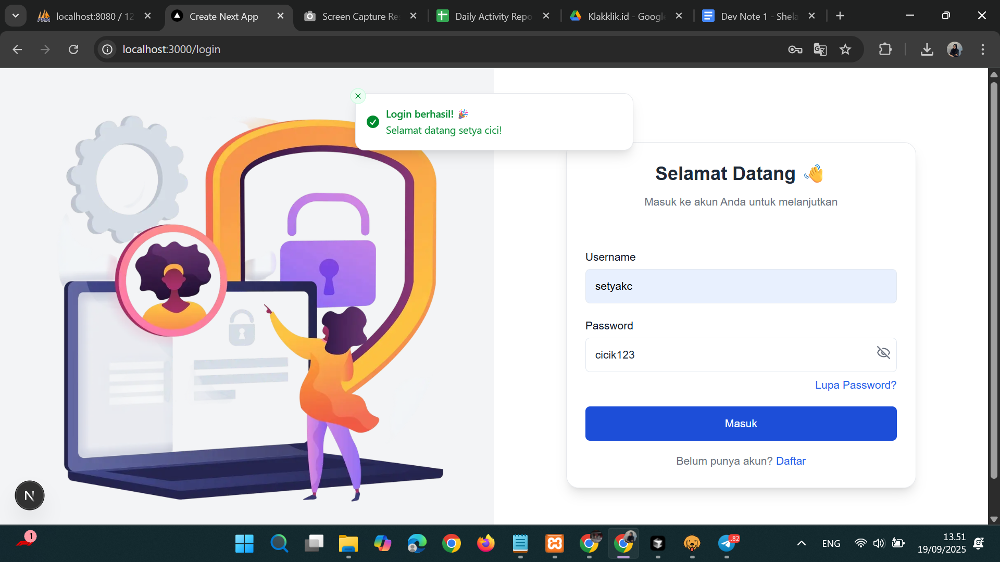 localhost:8080 / 12
Create Next App
Screen Capture Re
Daily Activity Repo
Klakklik.id - Google
Dev Note 1 - Shela
localhost:3000/login
Login berhasil! 🎉
Selamat datang setya cici!
Selamat Datang 👋
Masuk ke akun Anda untuk melanjutkan
Username
setyakc
Password
cicik123
Lupa Password?
Masuk
Belum punya akun? Daftar
N
1
..82
ENG
13.51
19/09/2025